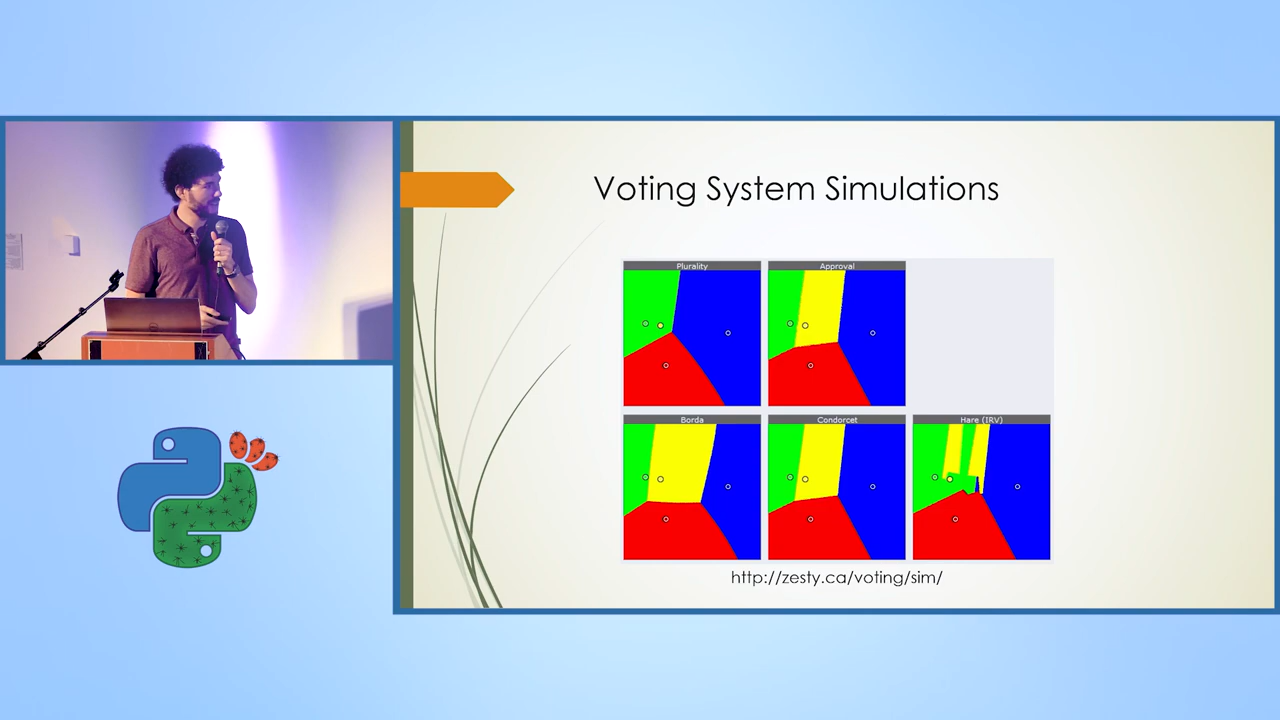 Voting System Simulations
Plurality
Approval
Borda
Condorcet
Hare (IRV)
http://zesty.ca/voting/sim/